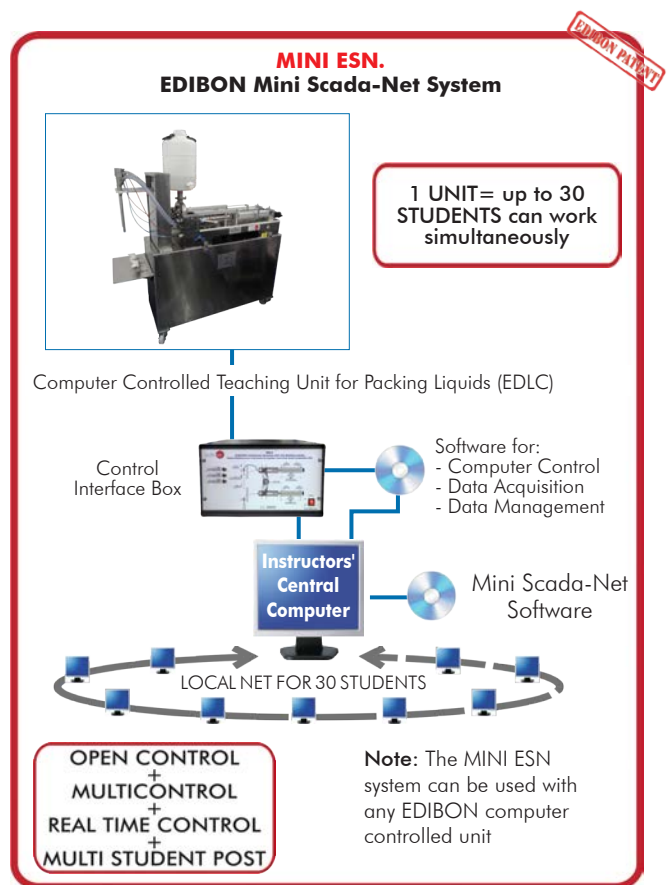 EDIBON PATENT
MINI ESN.
EDIBON Mini Scada-Net System
1 UNIT= up to 30
STUDENTS can work
simultaneously
Computer Controlled Teaching Unit for Packing Liquids (EDLC)
Control
Interface Box
Software for:
- Computer Control
- Data Acquisition
- Data Management
Instructors'
Central
Computer
Mini Scada-Net
Software
LOCAL NET FOR 30 STUDENTS
OPEN CONTROL
+
MULTICONTROL
+
REAL TIME CONTROL
+
MULTI STUDENT POST
Note: The MINI ESN
system can be used with
any EDIBON computer
controlled unit